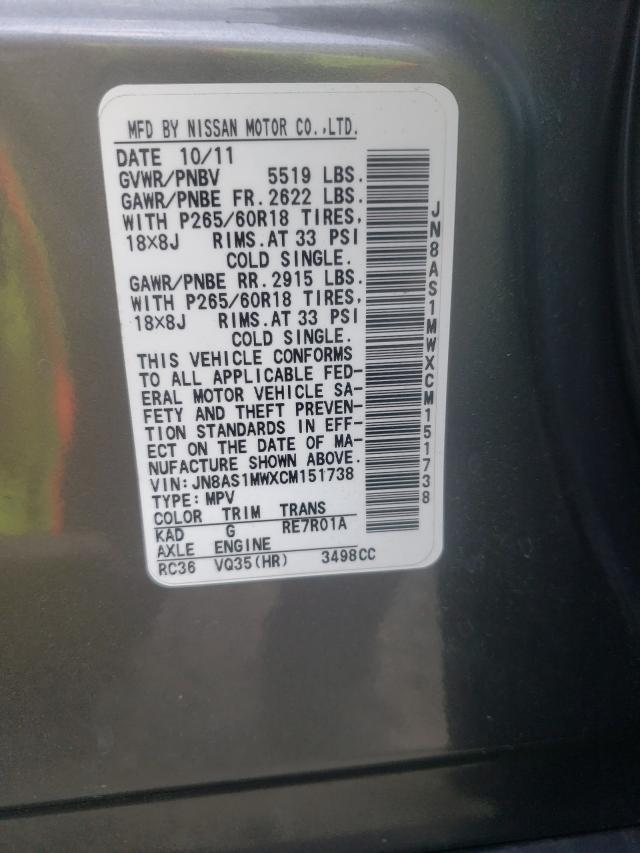 MFD BY NISSAN MOTOR CO.,LTD.
DATE 10/11
GVWR/PNBV 5519 LBS.
GAWR/PNBE FR. 2622 LBS.
WITH P265/60R18 TIRES,
18X8J RIMS.AT 33 PSI
COLD SINGLE.
GAWR/PNBE RR. 2915 LBS.
WITH P265/60R18 TIRES,
18X8J RIMS.AT 33 PSI
COLD SINGLE.
THIS VEHICLE CONFORMS
TO ALL APPLICABLE FED-
ERAL MOTOR VEHICLE SA-
FETY AND THEFT PREVEN-
TION STANDARDS IN EFF-
ECT ON THE DATE OF MA-
NUFACTURE SHOWN ABOVE.
VIN: JN8AS1MWXCM151738
TYPE: MPV
COLOR TRIM TRANS
KAD G RE7R01A
AXLE ENGINE
RC36 VQ35(HR) 3498CC
JN8AS1MWXCM151738